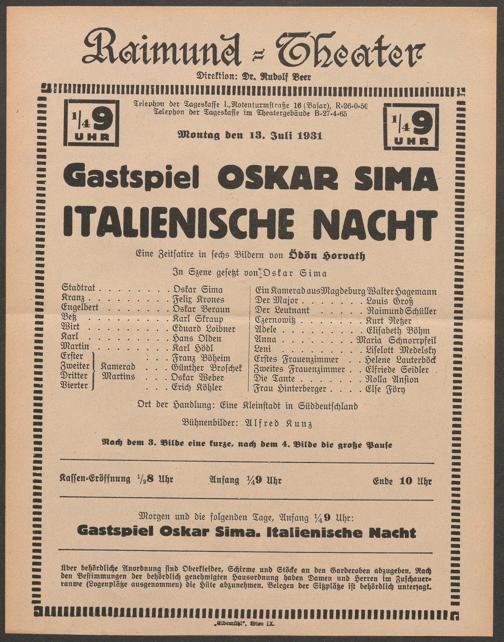 Raimund-Theater
Direktion: Dr. Rudolf Beer
1/4 9 UHR
Telephon der Tageskasse I., Rotenturmstraße 16 (Basar), R-26-0-50
Telephon der Tageskasse im Theatergebäude B-27-4-65
1/4 9 UHR
Montag den 13. Juli 1931
Gastspiel OSKAR SIMA
ITALIENISCHE NACHT
Eine Zeitsatire in sechs Bildern von Ödön Horvath
In Szene gesetzt von Oskar Sima
Stadtrat . . . . . . . . . Oskar Sima
Kranz . . . . . . . . . . Felix Krones
Engelbert . . . . . . . . Oskar Beraun
Betz . . . . . . . . . . . Karl Skraup
Wirt . . . . . . . . . . . Eduard Loibner
Karl . . . . . . . . . . . Hans Olden
Martin . . . . . . . . . . Karl Hödl
Erster } Kamerad Martins . . . Franz Böheim
Zweiter } . . . Günther Broschek
Dritter } . . . Oskar Weber
Vierter } . . . Erich Köhler
Ein Kamerad aus Magdeburg Walter Hagemann
Der Major . . . . . . . Louis Groß
Der Leutnant . . . . . . Raimund Schüller
Czernowitz . . . . . . . Kurt Netzer
Adele . . . . . . . . . . Elisabeth Böhm
Anna . . . . . . . . . Maria Schnorrpfeil
Leni . . . . . . . . . . Liselott Medelsky
Erstes Frauenzimmer . . Helene Lauterböck
Zweites Frauenzimmer . . Elfriede Seidler
Die Tante . . . . . . . . Rolla Anston
Frau Hinterberger . . . . Else Föry
Ort der Handlung: Eine Kleinstadt in Süddeutschland
Bühnenbilder: Alfred Kunz
Nach dem 3. Bilde eine kurze, nach dem 4. Bilde die große Pause
Kassen-Eröffnung 1/2 8 Uhr Anfang 1/4 9 Uhr Ende 10 Uhr
Morgen und die folgenden Tage, Anfang 1/4 9 Uhr:
Gastspiel Oskar Sima. Italienische Nacht
Über behördliche Anordnung sind Oberkleider, Schirme und Stöcke an den Garderoben abzugeben. Nach
den Bestimmungen der behördlich genehmigten Hausordnung haben Damen und Herren im Zuschauer-
raume (Logenplätze ausgenommen) die Hüte abzunehmen. Belegen der Sitzplätze ist behördlich untersagt.
„Elbemühl", Wien IX.